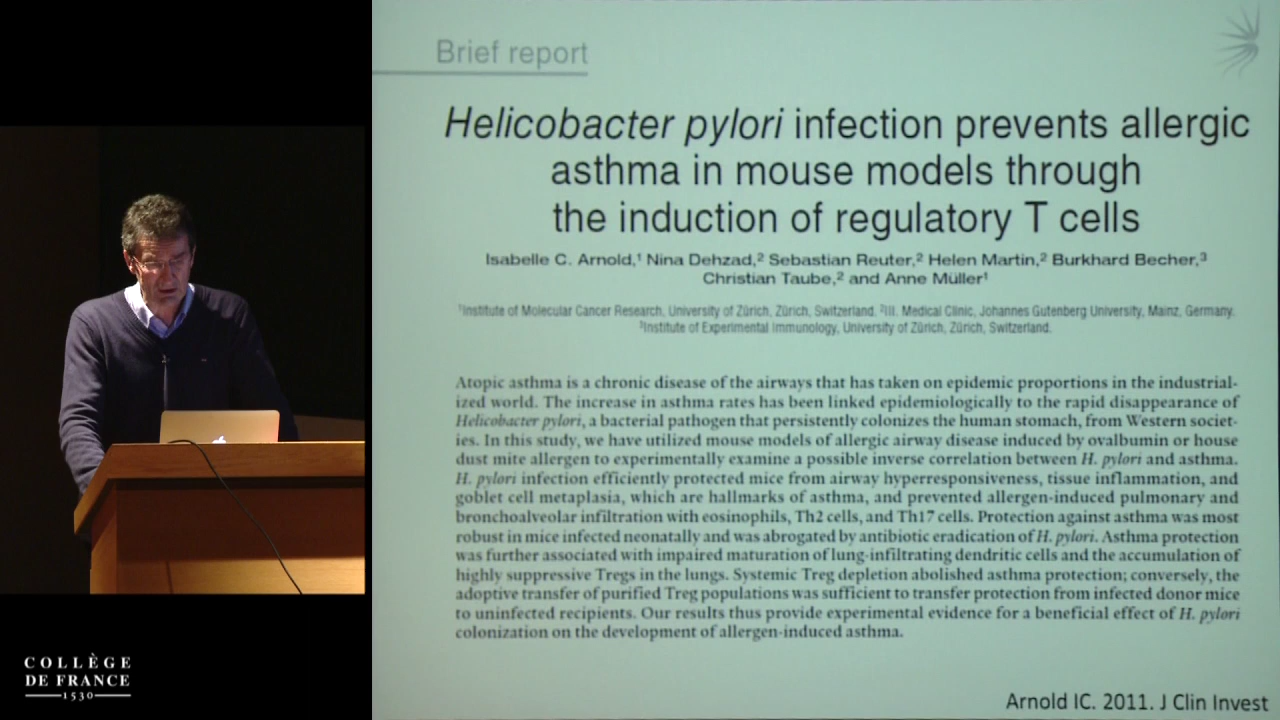 Brief report
Helicobacter pylori infection prevents allergic
asthma in mouse models through
the induction of regulatory T cells
Isabelle C. Arnold,1 Nina Dehzad,2 Sebastian Reuter,2 Helen Martin,2 Burkhard Becher,3
Christian Taube,2 and Anne Müller1
1Institute of Molecular Cancer Research, University of Zürich, Zürich, Switzerland. 2III. Medical Clinic, Johannes Gutenberg University, Mainz, Germany.
3Institute of Experimental Immunology, University of Zürich, Zürich, Switzerland.
Atopic asthma is a chronic disease of the airways that has taken on epidemic proportions in the industrial-
ized world. The increase in asthma rates has been linked epidemiologically to the rapid disappearance of
Helicobacter pylori, a bacterial pathogen that persistently colonizes the human stomach, from Western societ-
ies. In this study, we have utilized mouse models of allergic airway disease induced by ovalbumin or house
dust mite allergen to experimentally examine a possible inverse correlation between H. pylori and asthma.
H. pylori infection efficiently protected mice from airway hyperresponsiveness, tissue inflammation, and
goblet cell metaplasia, which are hallmarks of asthma, and prevented allergen-induced pulmonary and
bronchoalveolar infiltration with eosinophils, Th2 cells, and Th17 cells. Protection against asthma was most
robust in mice infected neonatally and was abrogated by antibiotic eradication of H. pylori. Asthma protection
was further associated with impaired maturation of lung-infiltrating dendritic cells and the accumulation of
highly suppressive Tregs in the lungs. Systemic Treg depletion abolished asthma protection; conversely, the
adoptive transfer of purified Treg populations was sufficient to transfer protection from infected donor mice
to uninfected recipients. Our results thus provide experimental evidence for a beneficial effect of H. pylori
colonization on the development of allergen-induced asthma.
Arnold IC. 2011. J Clin Invest
COLLÈGE
DE FRANCE
1530